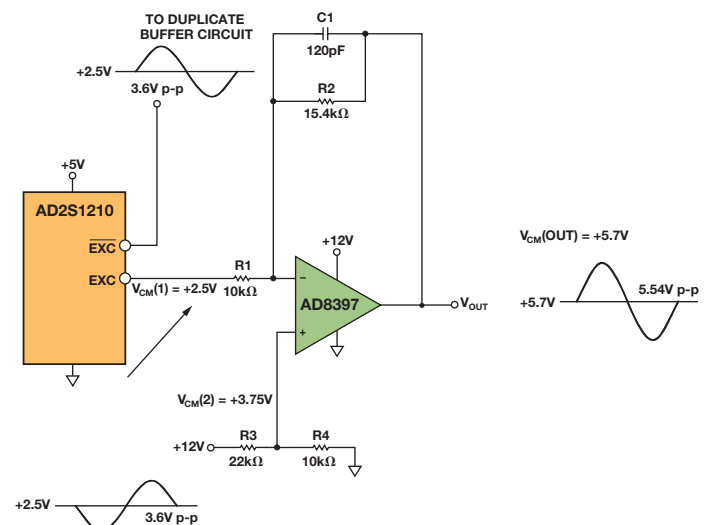 TO DUPLICATE
BUFFER CIRCUIT
C1
120pF
+2.5V
3.6V p-p
R2
15.4kΩ
+5V
AD2S1210
EXC
EXC
VCM(1) = +2.5V
R1
10kΩ
+12V
−
AD8397
+
VOUT
VCM(OUT) = +5.7V
+5.7V
5.54V p-p
VCM(2) = +3.75V
+12V
R3
22kΩ
R4
10kΩ
+2.5V
3.6V p-p